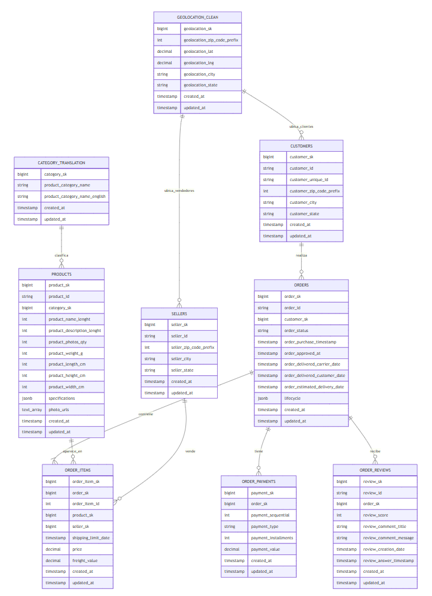 GEOLOCATION_CLEAN
bigint geolocation_sk
int geolocation_zip_code_prefix
decimal geolocation_lat
decimal geolocation_lng
string geolocation_city
string geolocation_state
timestamp created_at
timestamp updated_at
ubica_clientes
CUSTOMERS
bigint customer_sk
string customer_id
string customer_unique_id
int customer_zip_code_prefix
string customer_city
string customer_state
timestamp created_at
timestamp updated_at
CATEGORY_TRANSLATION
bigint category_sk
string product_category_name
string product_category_name_english
timestamp created_at
timestamp updated_at
ubica_vendedores
clasifica
realiza
PRODUCTS
bigint product_sk
string product_id
bigint category_sk
int product_name_lenght
int product_description_lenght
int product_photos_qty
int product_weight_g
int product_length_cm
int product_height_cm
int product_width_cm
jsonb specifications
text_array photo_urls
timestamp created_at
timestamp updated_at
SELLERS
bigint seller_sk
string seller_id
int seller_zip_code_prefix
string seller_city
string seller_state
timestamp created_at
timestamp updated_at
ORDERS
bigint order_sk
string order_id
bigint customer_sk
string order_status
timestamp order_purchase_timestamp
timestamp order_approved_at
timestamp order_delivered_carrier_date
timestamp order_delivered_customer_date
timestamp order_estimated_delivery_date
jsonb lifecycle
timestamp created_at
timestamp updated_at
contiene
aparece_en
vende
tiene
recibe
ORDER_ITEMS
bigint order_item_sk
bigint order_sk
int order_item_id
bigint product_sk
bigint seller_sk
timestamp shipping_limit_date
decimal price
decimal freight_value
timestamp created_at
timestamp updated_at
ORDER_PAYMENTS
bigint payment_sk
bigint order_sk
int payment_sequential
string payment_type
int payment_installments
decimal payment_value
timestamp created_at
timestamp updated_at
ORDER_REVIEWS
bigint review_sk
string review_id
bigint order_sk
int review_score
string review_comment_title
string review_comment_message
timestamp review_creation_date
timestamp review_answer_timestamp
timestamp created_at
timestamp updated_at